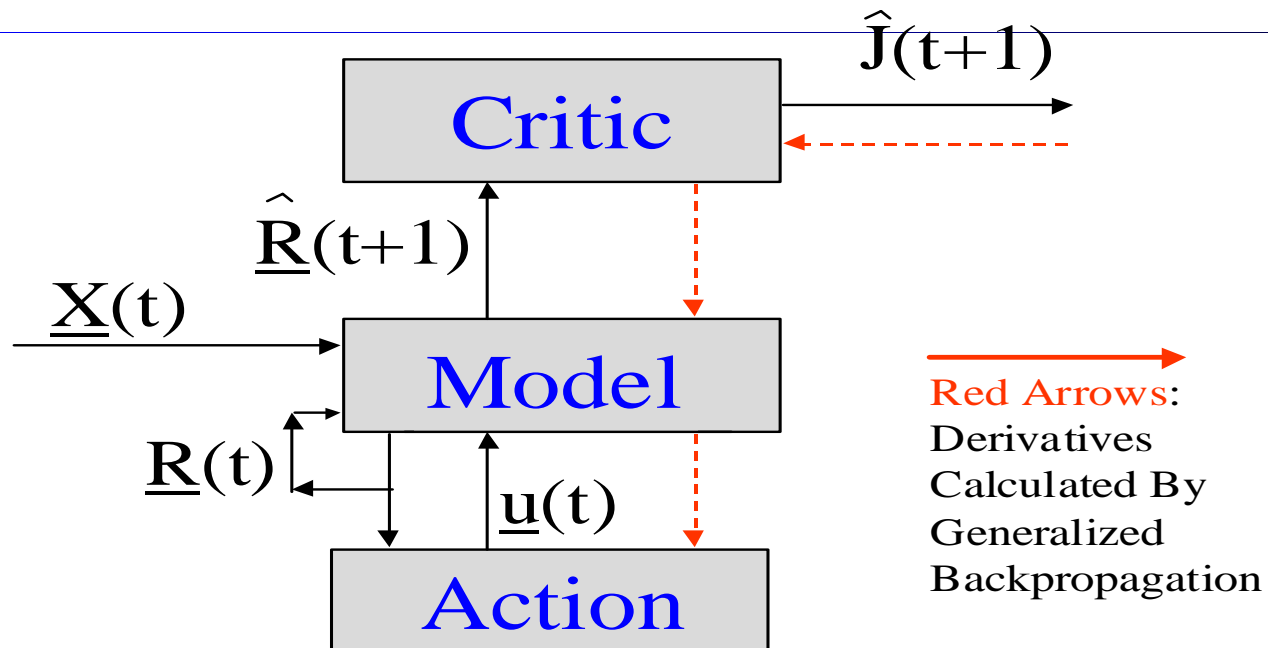 Ĵ(t+1)
Critic
R̂(t+1)
X(t)
Model
R(t)
u(t)
Action
Red Arrows:
Derivatives
Calculated By
Generalized
Backpropagation